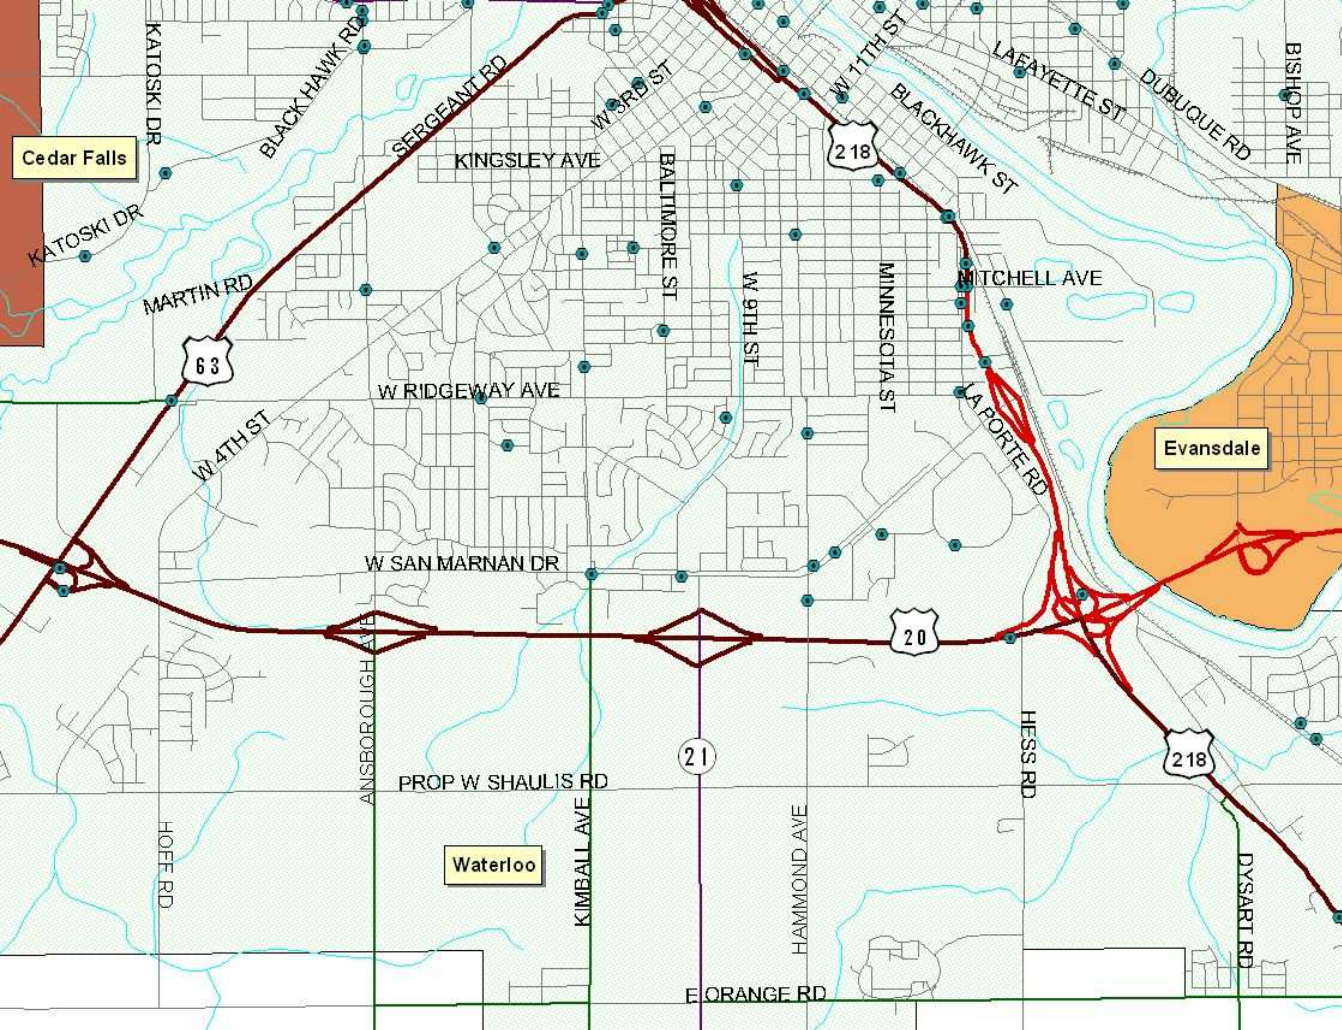 KATOSK DR
BLACK HAWK RD
SERGEANT RD
W 3RD ST
W 11TH ST
LAFAYETTE ST
DUBUQUE RD
BISHOP AVE
BLACKHAWK ST
Cedar Falls
KINGSLEY AVE
218
BALTIMORE ST
KATOSKI DR
MARTIN RD
MITCHELL AVE
W 9TH ST
MINNESOTA ST
63
W RIDGEWAY AVE
W 4TH ST
LA PORTE RD
Evansdale
W SAN MARNAN DR
20
ANSBOROUGH AVE
HESS RD
21
218
PROP W SHAULIS RD
HOFF RD
KIMBALL AVE
HAMMOND AVE
Waterloo
DYSART RD
E ORANGE RD